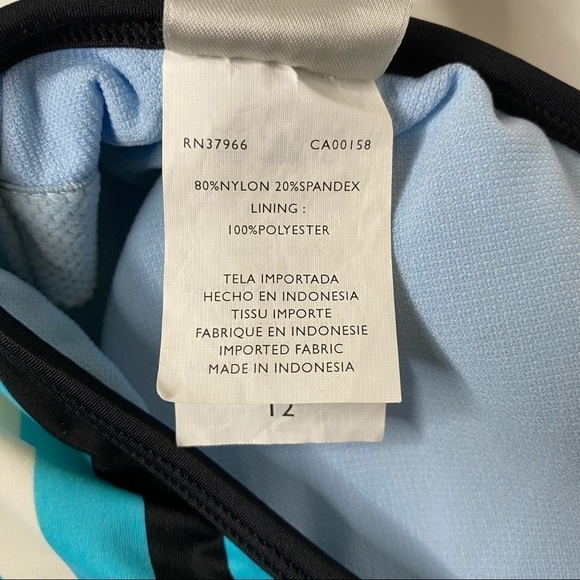 RN37966 CA00158
80%NYLON 20%SPANDEX
LINING :
100%POLYESTER
TELA IMPORTADA
HECHO EN INDONESIA
TISSU IMPORTE
FABRIQUE EN INDONESIE
IMPORTED FABRIC
MADE IN INDONESIA
12